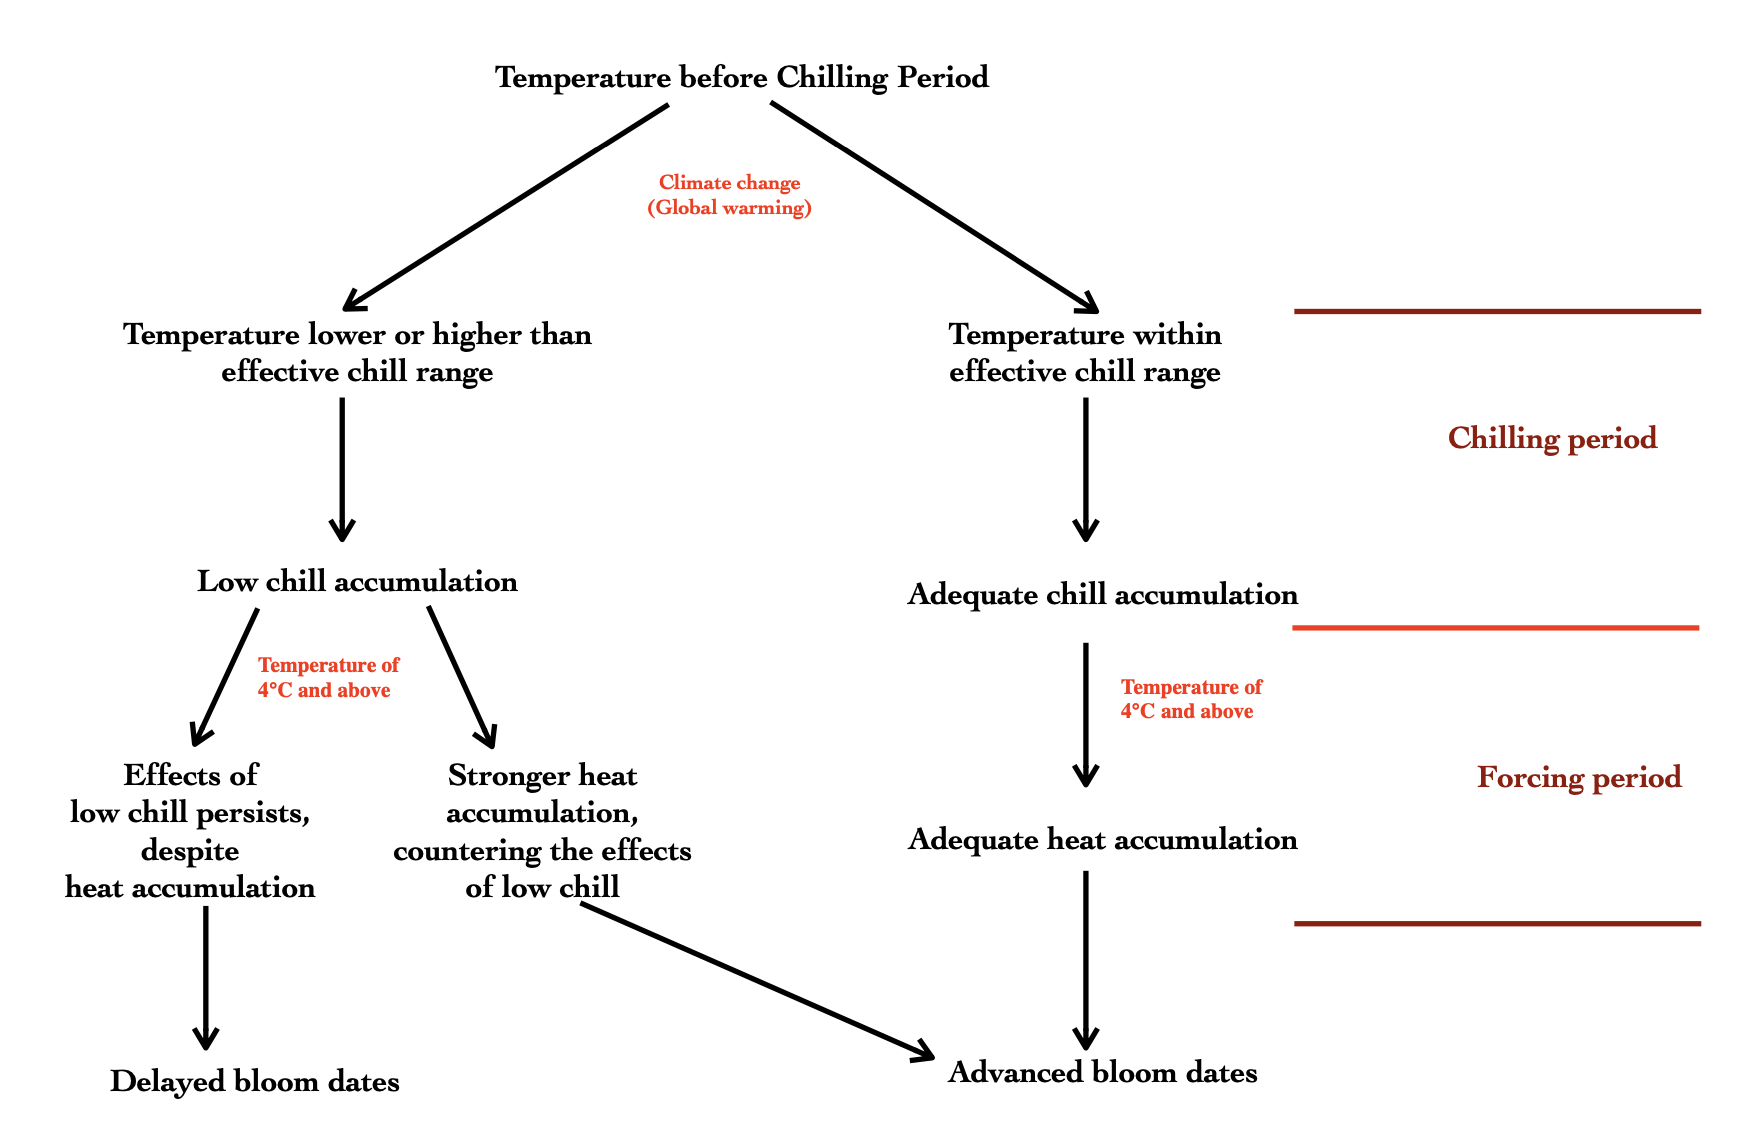 Temperature before Chilling Period
Climate change
(Global warming)
Temperature lower or higher than
effective chill range
Temperature within
effective chill range
Chilling period
Low chill accumulation
Adequate chill accumulation
Temperature of
4°C and above
Temperature of
4°C and above
Effects of
low chill persists,
despite
heat accumulation
Stronger heat
accumulation,
countering the effects
of low chill
Forcing period
Adequate heat accumulation
Delayed bloom dates
Advanced bloom dates